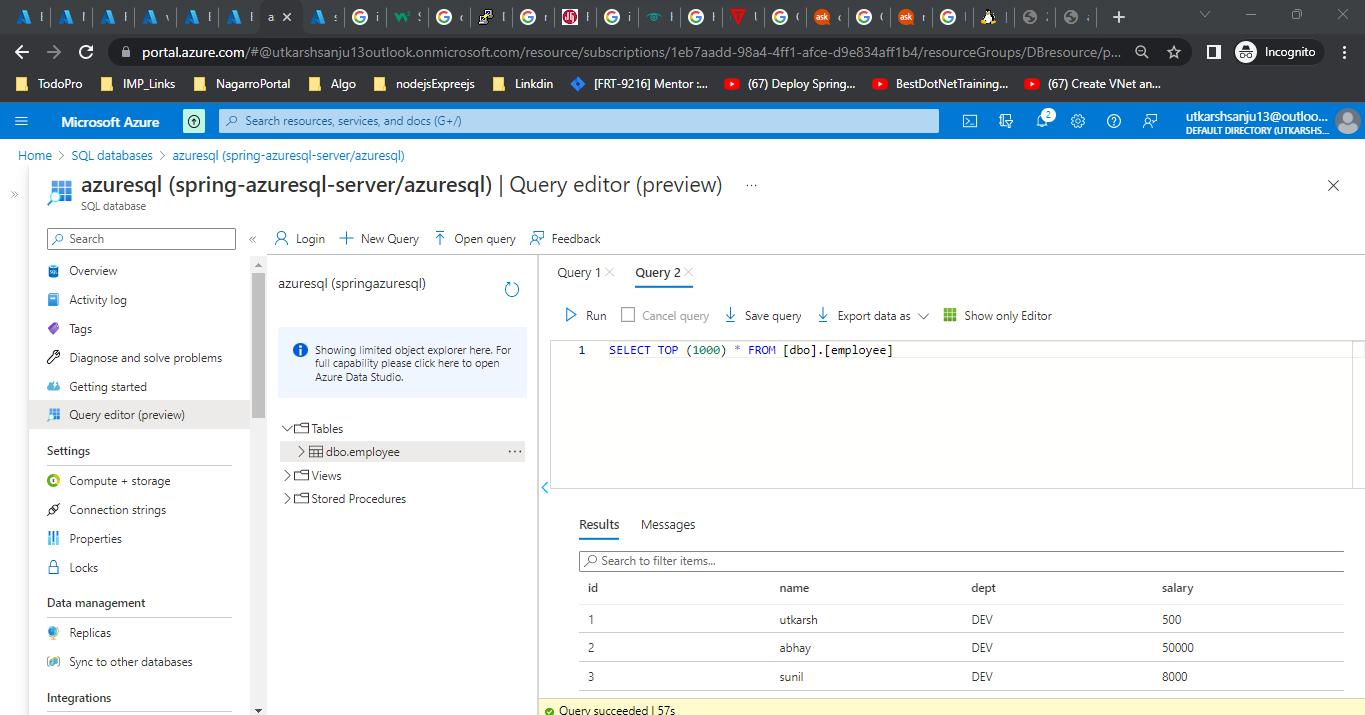 portal.azure.com/#@utkarshsanju13outlook.onmicrosoft.com/resource/subscriptions/1eb7aadd-98a4-4ff1-afce-d9e834aff1b4/resourceGroups/DBresource/p...
Incognito
TodoPro
IMP_Links
NagarroPortal
Algo
nodejsExpreejs
Linkdin
[FRT-9216] Mentor :...
(67) Deploy Spring...
BestDotNetTraining...
(67) Create VNet an...
Microsoft Azure
Search resources, services, and docs (G+/)
2
utkarshsanju13@outloo...
DEFAULT DIRECTORY (UTKARSHS...
Home > SQL databases > azuresql (spring-azuresql-server/azuresql)
azuresql (spring-azuresql-server/azuresql) | Query editor (preview) ...
SQL database
Search
Login
New Query
Open query
Feedback
Overview
Activity log
Tags
Diagnose and solve problems
Getting started
Query editor (preview)
Settings
Compute + storage
Connection strings
Properties
Locks
Data management
Replicas
Sync to other databases
Integrations
azuresql (springazuresql)
Showing limited object explorer here. For
full capability please click here to open
Azure Data Studio.
Tables
dbo.employee ...
Views
Stored Procedures
Query 1
Query 2
Run
Cancel query
Save query
Export data as
Show only Editor
1 SELECT TOP (1000) * FROM [dbo].[employee]
Results
Messages
Search to filter items...
id name dept salary
1 utkarsh DEV 500
2 abhay DEV 50000
3 sunil DEV 8000
Query succeeded | 57s